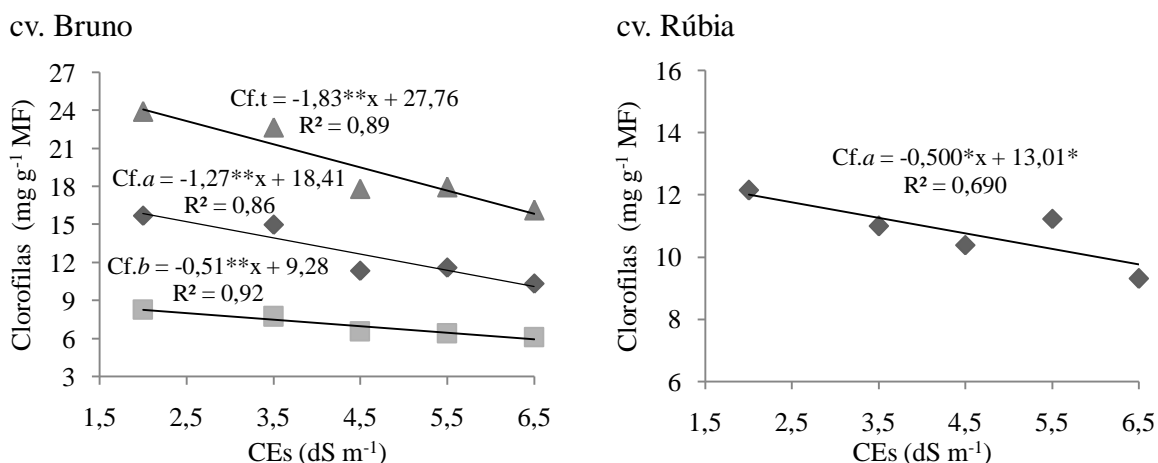 cv. Bruno
Clorofilas (mg g⁻¹ MF)
27
24
21
18
15
12
9
6
3
Cf.t = -1,83**x + 27,76
R² = 0,89
Cf.a = -1,27**x + 18,41
R² = 0,86
Cf.b = -0,51**x + 9,28
R² = 0,92
1,5 2,5 3,5 4,5 5,5 6,5
CEs (dS m⁻¹)
cv. Rúbia
Clorofilas (mg g⁻¹ MF)
16
14
12
10
8
6
Cf.a = -0,500*x + 13,01*
R² = 0,690
1,5 2,5 3,5 4,5 5,5 6,5
CEs (dS m⁻¹)